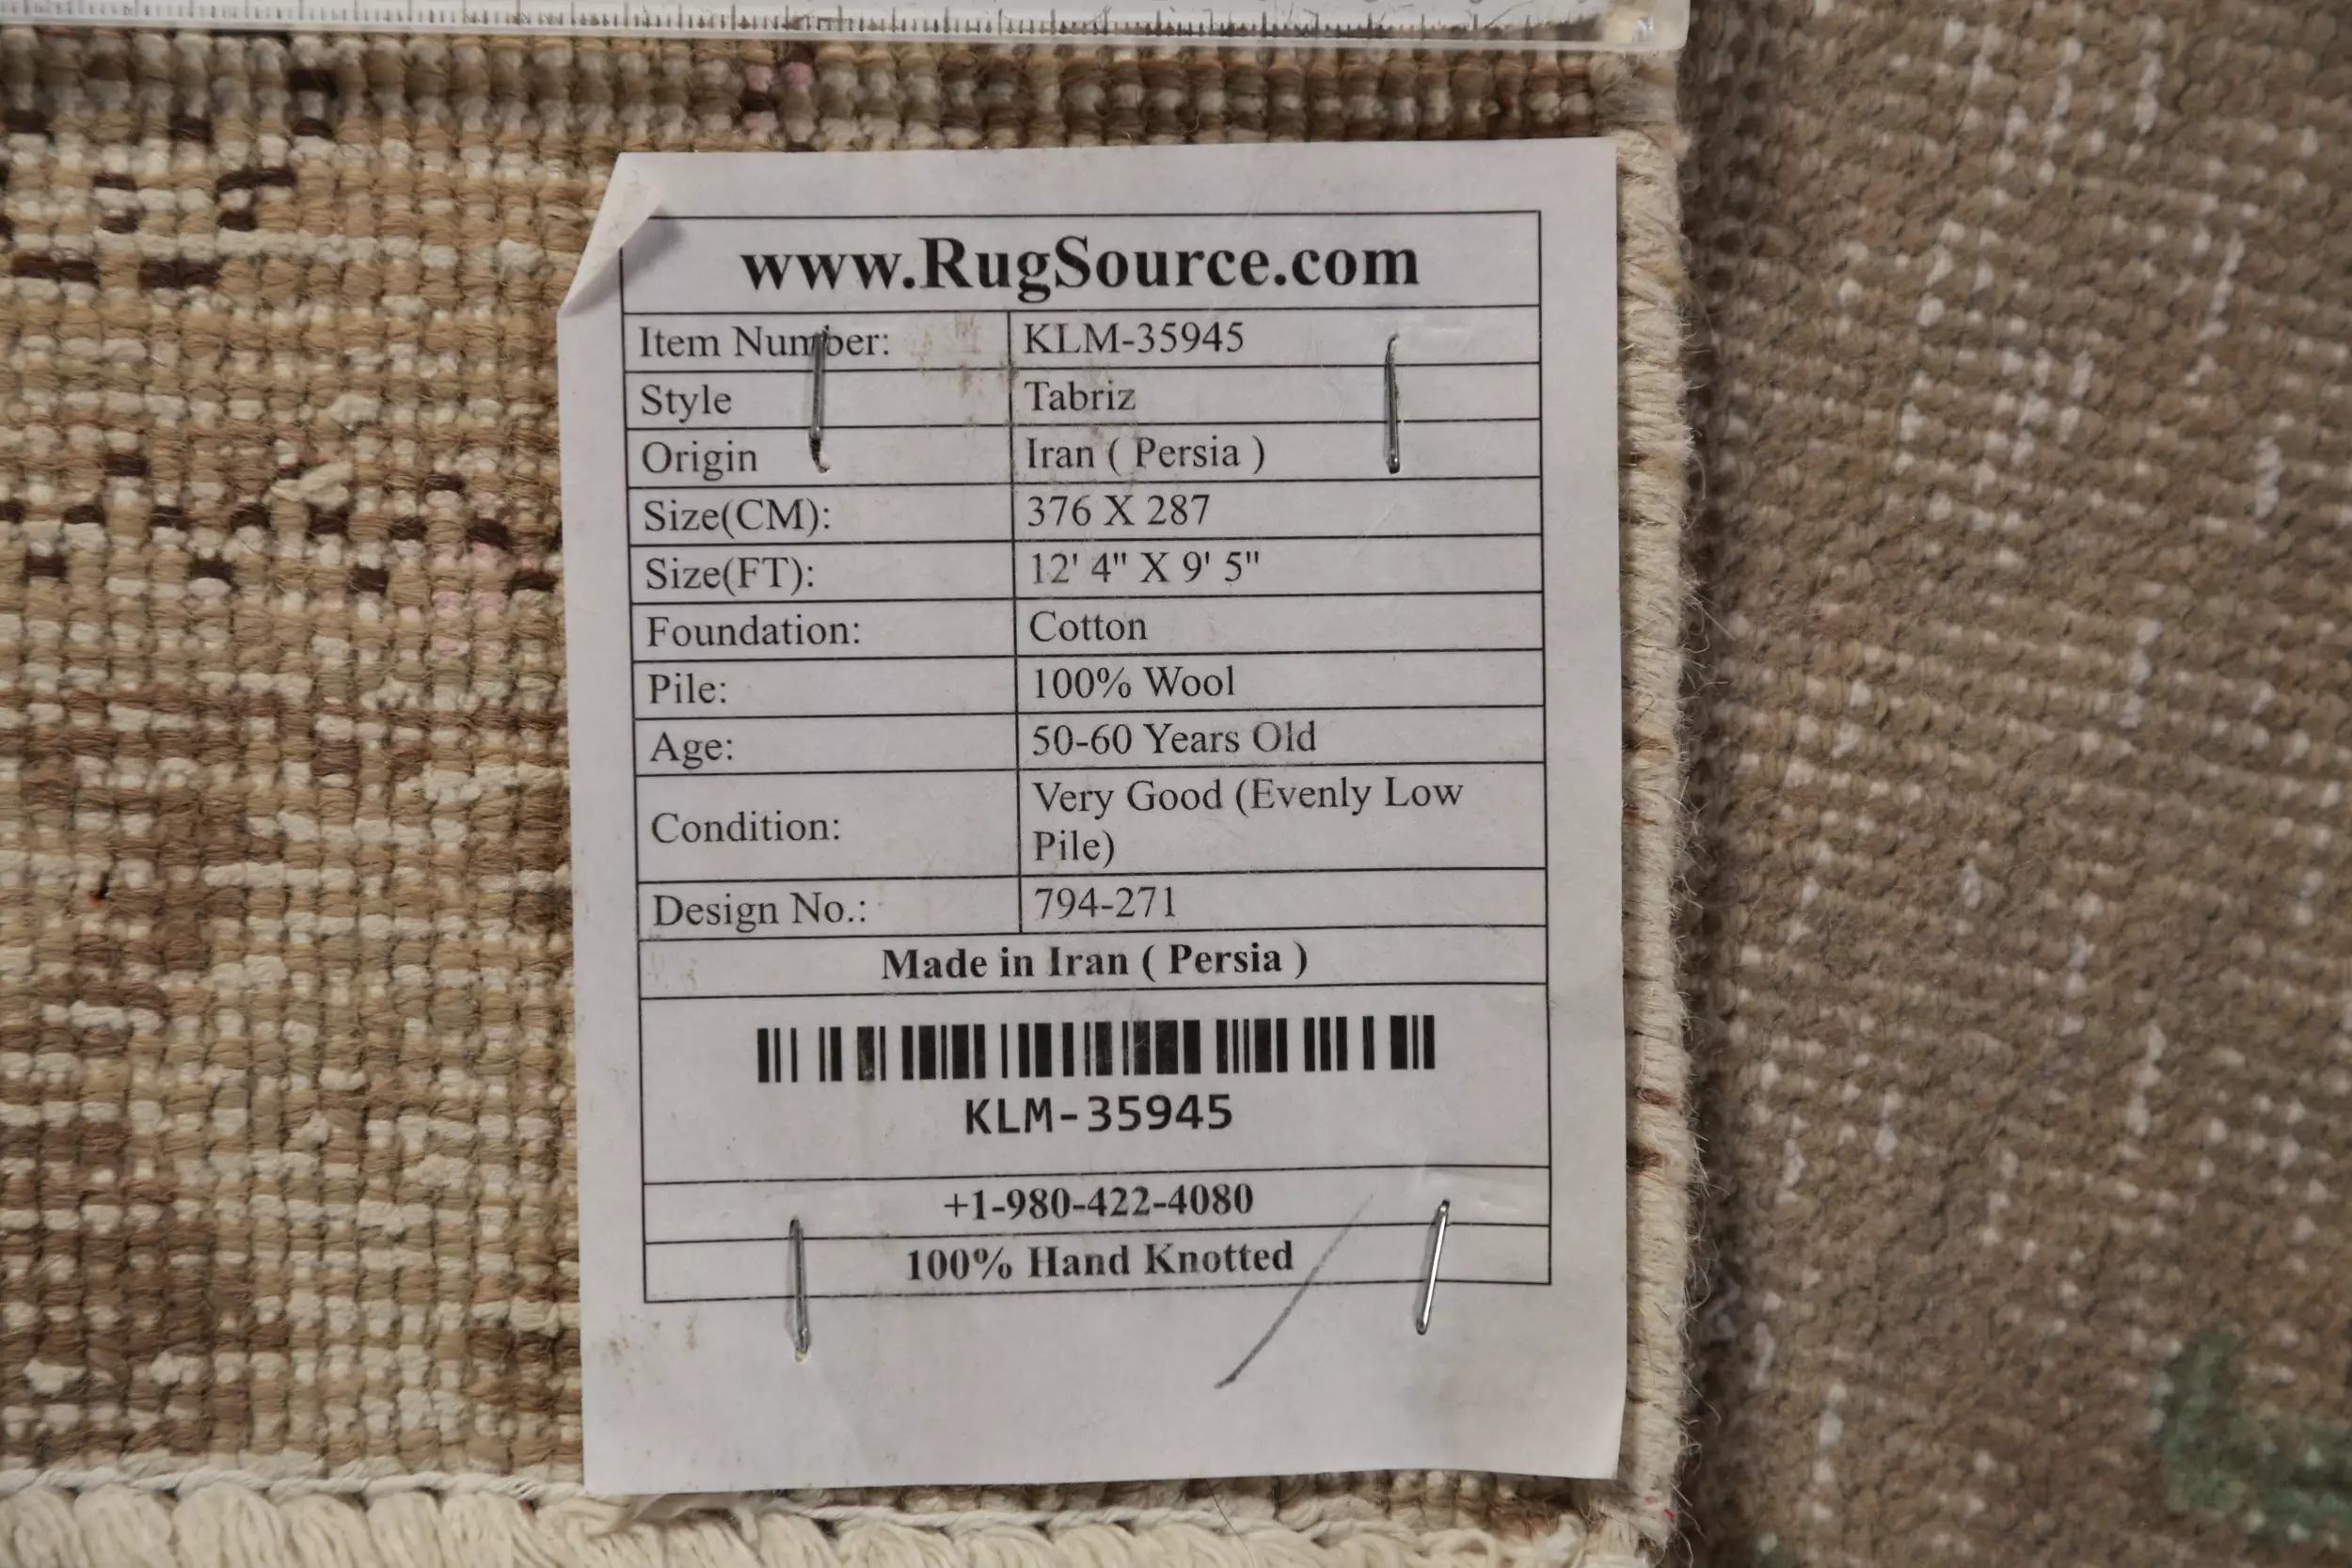 www.RugSource.com
Item Number: KLM-35945
Style Tabriz
Origin Iran ( Persia )
Size(CM): 376 X 287
Size(FT): 12' 4" X 9' 5"
Foundation: Cotton
Pile: 100% Wool
Age: 50-60 Years Old
Condition: Very Good (Evenly Low
Pile)
Design No.: 794-271
Made in Iran ( Persia )
KLM-35945
+1-980-422-4080
100% Hand Knotted